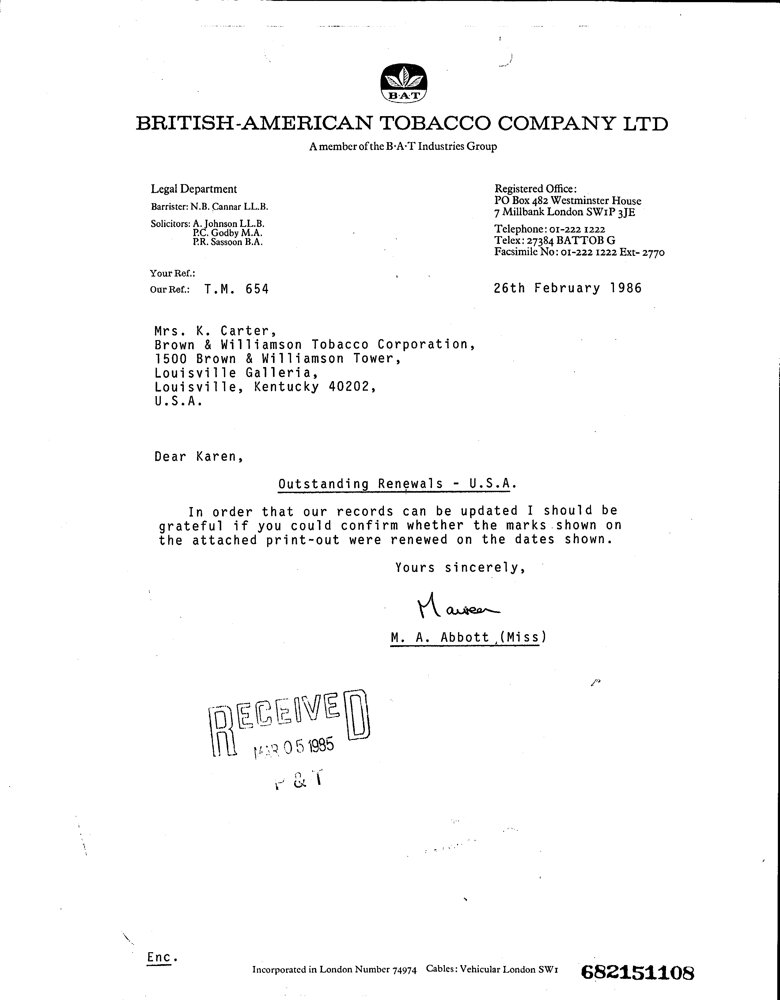 B·A·T
BRITISH-AMERICAN TOBACCO COMPANY LTD
A member of the B·A·T Industries Group
Legal Department
Barrister: N.B. Cannar LL.B.
Solicitors: A. Johnson LL.B.
P.C. Godby M.A.
P.R. Sassoon B.A.
Registered Office:
PO Box 482 Westminster House
7 Millbank London SW1P 3JE
Telephone: 01-222 1222
Telex: 27384 BATTOB G
Facsimile No: 01-222 1222 Ext- 2770
Your Ref.:
Our Ref.: T.M. 654
26th February 1986
Mrs. K. Carter,
Brown & Williamson Tobacco Corporation,
1500 Brown & Williamson Tower,
Louisville Galleria,
Louisville, Kentucky 40202,
U.S.A.
Dear Karen,
Outstanding Renewals - U.S.A.
In order that our records can be updated I should be
grateful if you could confirm whether the marks shown on
the attached print-out were renewed on the dates shown.
Yours sincerely,
Maureen
M. A. Abbott (Miss)
RECEIVED
MAR 05 1985
& T
Enc.
Incorporated in London Number 74974 Cables: Vehicular London SW1
682151108